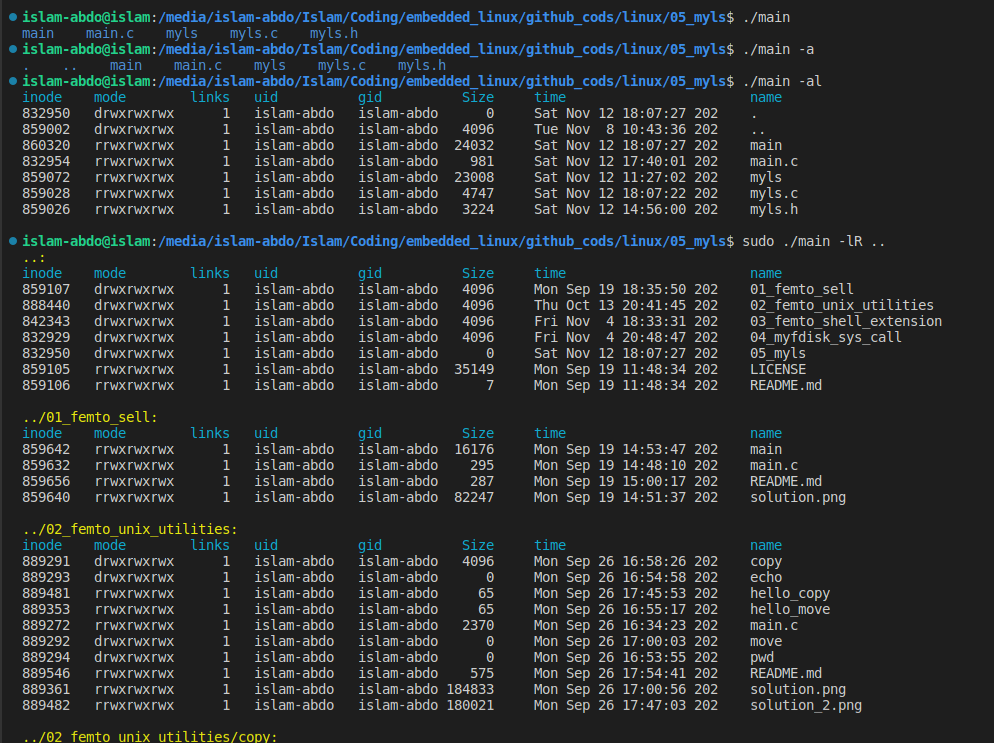 islam-abdo@islam:/media/islam-abdo/Islam/Coding/embedded_linux/github_cods/linux/05_myls$ ./main
main    main.c    myls    myls.c    myls.h
islam-abdo@islam:/media/islam-abdo/Islam/Coding/embedded_linux/github_cods/linux/05_myls$ ./main -a
.    ..    main    main.c    myls    myls.c    myls.h
islam-abdo@islam:/media/islam-abdo/Islam/Coding/embedded_linux/github_cods/linux/05_myls$ ./main -al
inode    mode        links   uid          gid          Size     time                       name
832950   drwxrwxrwx      1   islam-abdo   islam-abdo      0     Sat Nov 12 18:07:27 202    .
859002   drwxrwxrwx      1   islam-abdo   islam-abdo   4096     Tue Nov  8 10:43:36 202    ..
860320   rrwxrwxrwx      1   islam-abdo   islam-abdo  24032     Sat Nov 12 18:07:27 202    main
832954   rrwxrwxrwx      1   islam-abdo   islam-abdo    981     Sat Nov 12 17:40:01 202    main.c
859072   rrwxrwxrwx      1   islam-abdo   islam-abdo  23008     Sat Nov 12 11:27:02 202    myls
859028   rrwxrwxrwx      1   islam-abdo   islam-abdo   4747     Sat Nov 12 18:07:22 202    myls.c
859026   rrwxrwxrwx      1   islam-abdo   islam-abdo   3224     Sat Nov 12 14:56:00 202    myls.h
islam-abdo@islam:/media/islam-abdo/Islam/Coding/embedded_linux/github_cods/linux/05_myls$ sudo ./main -lR ..
..:
inode    mode        links   uid          gid          Size     time                       name
859107   drwxrwxrwx      1   islam-abdo   islam-abdo   4096     Mon Sep 19 18:35:50 202    01_femto_sell
888440   drwxrwxrwx      1   islam-abdo   islam-abdo   4096     Thu Oct 13 20:41:45 202    02_femto_unix_utilities
842343   drwxrwxrwx      1   islam-abdo   islam-abdo   4096     Fri Nov  4 18:33:31 202    03_femto_shell_extension
832929   drwxrwxrwx      1   islam-abdo   islam-abdo   4096     Fri Nov  4 20:48:47 202    04_myfdisk_sys_call
832950   drwxrwxrwx      1   islam-abdo   islam-abdo      0     Sat Nov 12 18:07:27 202    05_myls
859105   rrwxrwxrwx      1   islam-abdo   islam-abdo  35149     Mon Sep 19 11:48:34 202    LICENSE
859106   rrwxrwxrwx      1   islam-abdo   islam-abdo      7     Mon Sep 19 11:48:34 202    README.md
../01_femto_sell:
inode    mode        links   uid          gid          Size     time                       name
859642   rrwxrwxrwx      1   islam-abdo   islam-abdo  16176     Mon Sep 19 14:53:47 202    main
859632   rrwxrwxrwx      1   islam-abdo   islam-abdo    295     Mon Sep 19 14:48:10 202    main.c
859656   rrwxrwxrwx      1   islam-abdo   islam-abdo    287     Mon Sep 19 15:00:17 202    README.md
859640   rrwxrwxrwx      1   islam-abdo   islam-abdo  82247     Mon Sep 19 14:51:37 202    solution.png
../02_femto_unix_utilities:
inode    mode        links   uid          gid          Size     time                       name
889291   drwxrwxrwx      1   islam-abdo   islam-abdo   4096     Mon Sep 26 16:58:26 202    copy
889293   drwxrwxrwx      1   islam-abdo   islam-abdo      0     Mon Sep 26 16:54:58 202    echo
889481   rrwxrwxrwx      1   islam-abdo   islam-abdo     65     Mon Sep 26 17:45:53 202    hello_copy
889353   rrwxrwxrwx      1   islam-abdo   islam-abdo     65     Mon Sep 26 16:55:17 202    hello_move
889272   rrwxrwxrwx      1   islam-abdo   islam-abdo   2370     Mon Sep 26 16:34:23 202    main.c
889292   drwxrwxrwx      1   islam-abdo   islam-abdo      0     Mon Sep 26 17:00:03 202    move
889294   drwxrwxrwx      1   islam-abdo   islam-abdo      0     Mon Sep 26 16:53:55 202    pwd
889546   rrwxrwxrwx      1   islam-abdo   islam-abdo    575     Mon Sep 26 17:54:41 202    README.md
889361   rrwxrwxrwx      1   islam-abdo   islam-abdo 184833     Mon Sep 26 17:00:56 202    solution.png
889482   rrwxrwxrwx      1   islam-abdo   islam-abdo 180021     Mon Sep 26 17:47:03 202    solution_2.png
../02_femto_unix_utilities/copy: